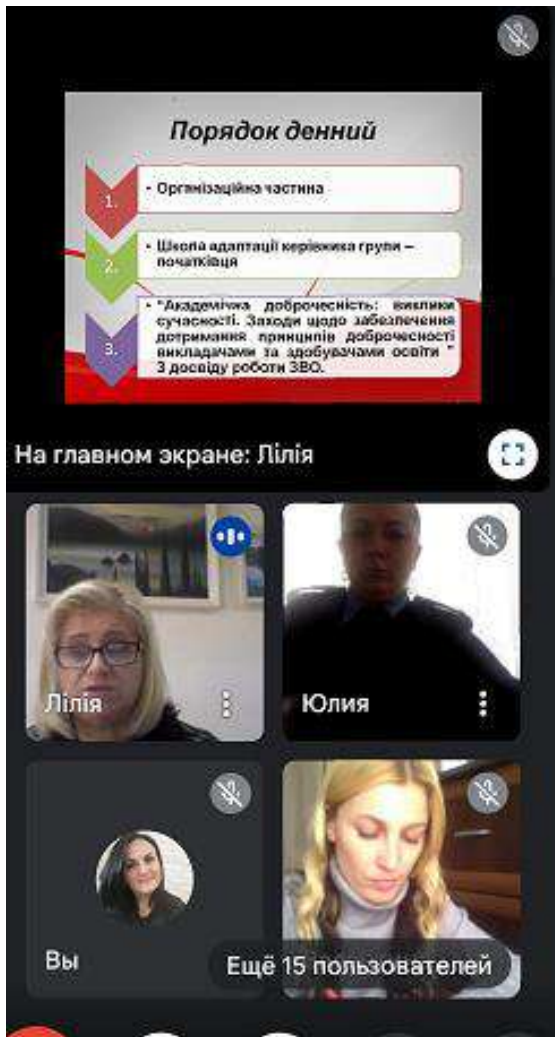 Порядок денний
1.
• Організаційна частина
2.
• Школа адаптації керівника групи –
початківця
3.
• "Академічна доброчесність: виклики
сучасності. Заходи щодо забезпечення
дотримання принципів доброчесності
викладачами та здобувачами освіти "
З досвіду роботи ЗВО.
На главном экране: Лілія
Лілія
Юлия
Вы
Ещё 15 пользователей